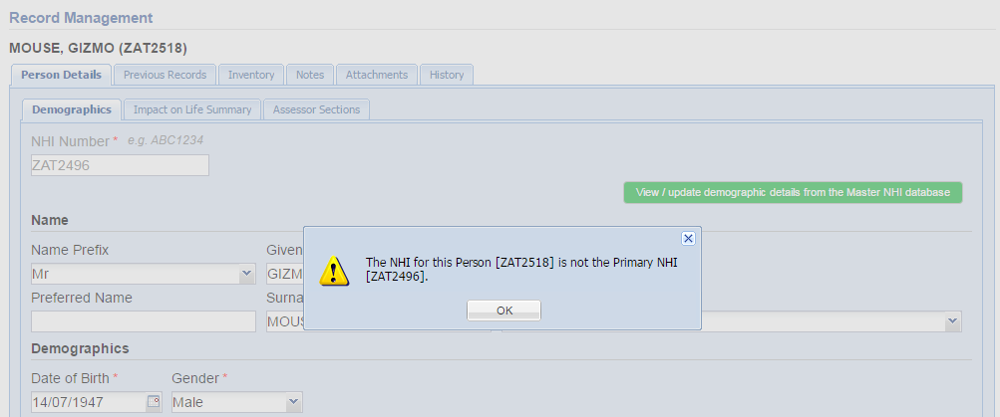 Record Management
MOUSE, GIZMO (ZAT2518)
Person Details Previous Records Inventory Notes Attachments History
Demographics Impact on Life Summary Assessor Sections
NHI Number * e.g. ABC1234
ZAT2496
View / update demographic details from the Master NHI database
Name
Name Prefix Given
Mr GIZM
The NHI for this Person [ZAT2518] is not the Primary NHI
[ZAT2496].
OK
Preferred Name Surna
MOUS
Demographics
Date of Birth * Gender *
14/07/1947 Male